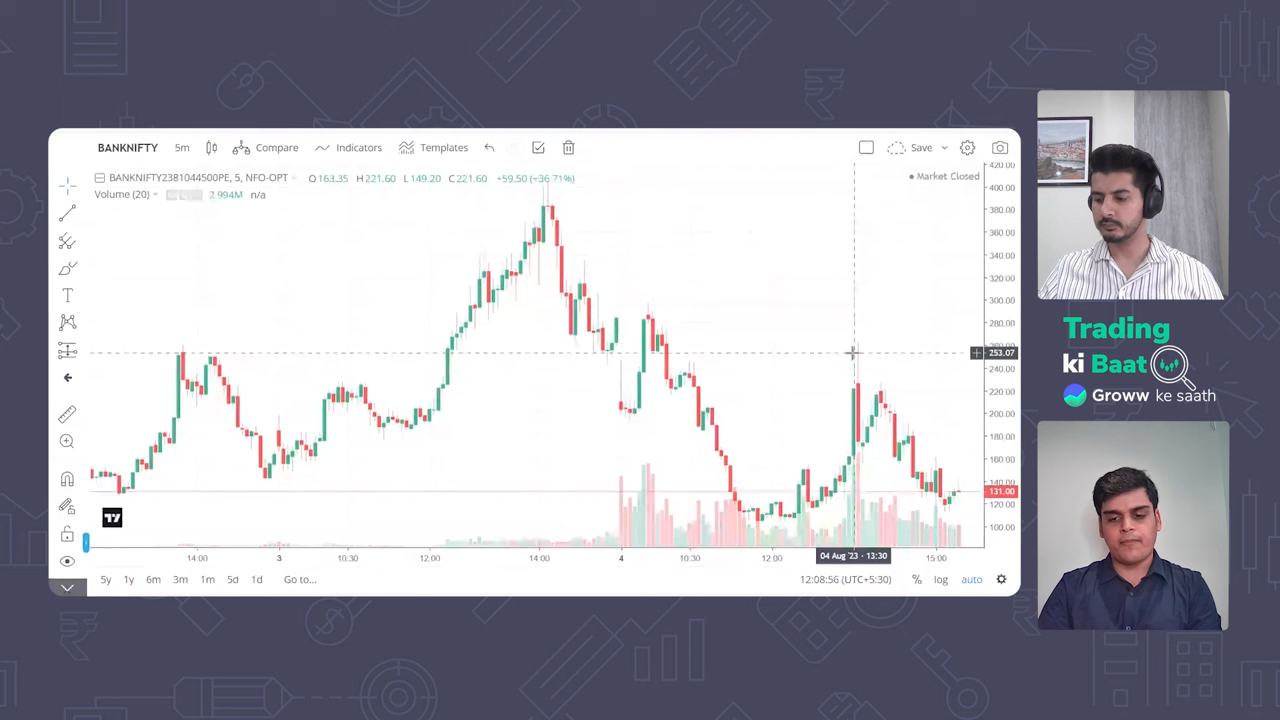 BANKNIFTY 5m Compare Indicators Templates Save
BANKNIFTY2381044500PE, 5, NFO-OPT O163.35 H221.60 L149.20 C221.60 +59.50 (+36.71%) Market Closed
Volume (20) 2.994M n/a
420.00
400.00
380.00
360.00
340.00
320.00
300.00
280.00
253.07
240.00
220.00
200.00
180.00
160.00
140.00
131.00
120.00
100.00
14:00 3 10:30 12:00 14:00 4 10:30 12:00 04 Aug '23 - 13:30 15:00
5y 1y 6m 3m 1m 5d 1d Go to... 12:08:56 (UTC+5:30) % log auto
Trading
ki Baat
Groww ke saath